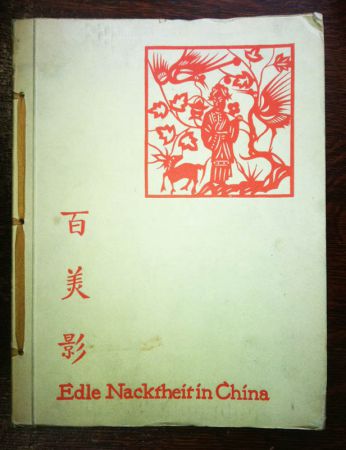 百美影
Edle Nacktheit in China